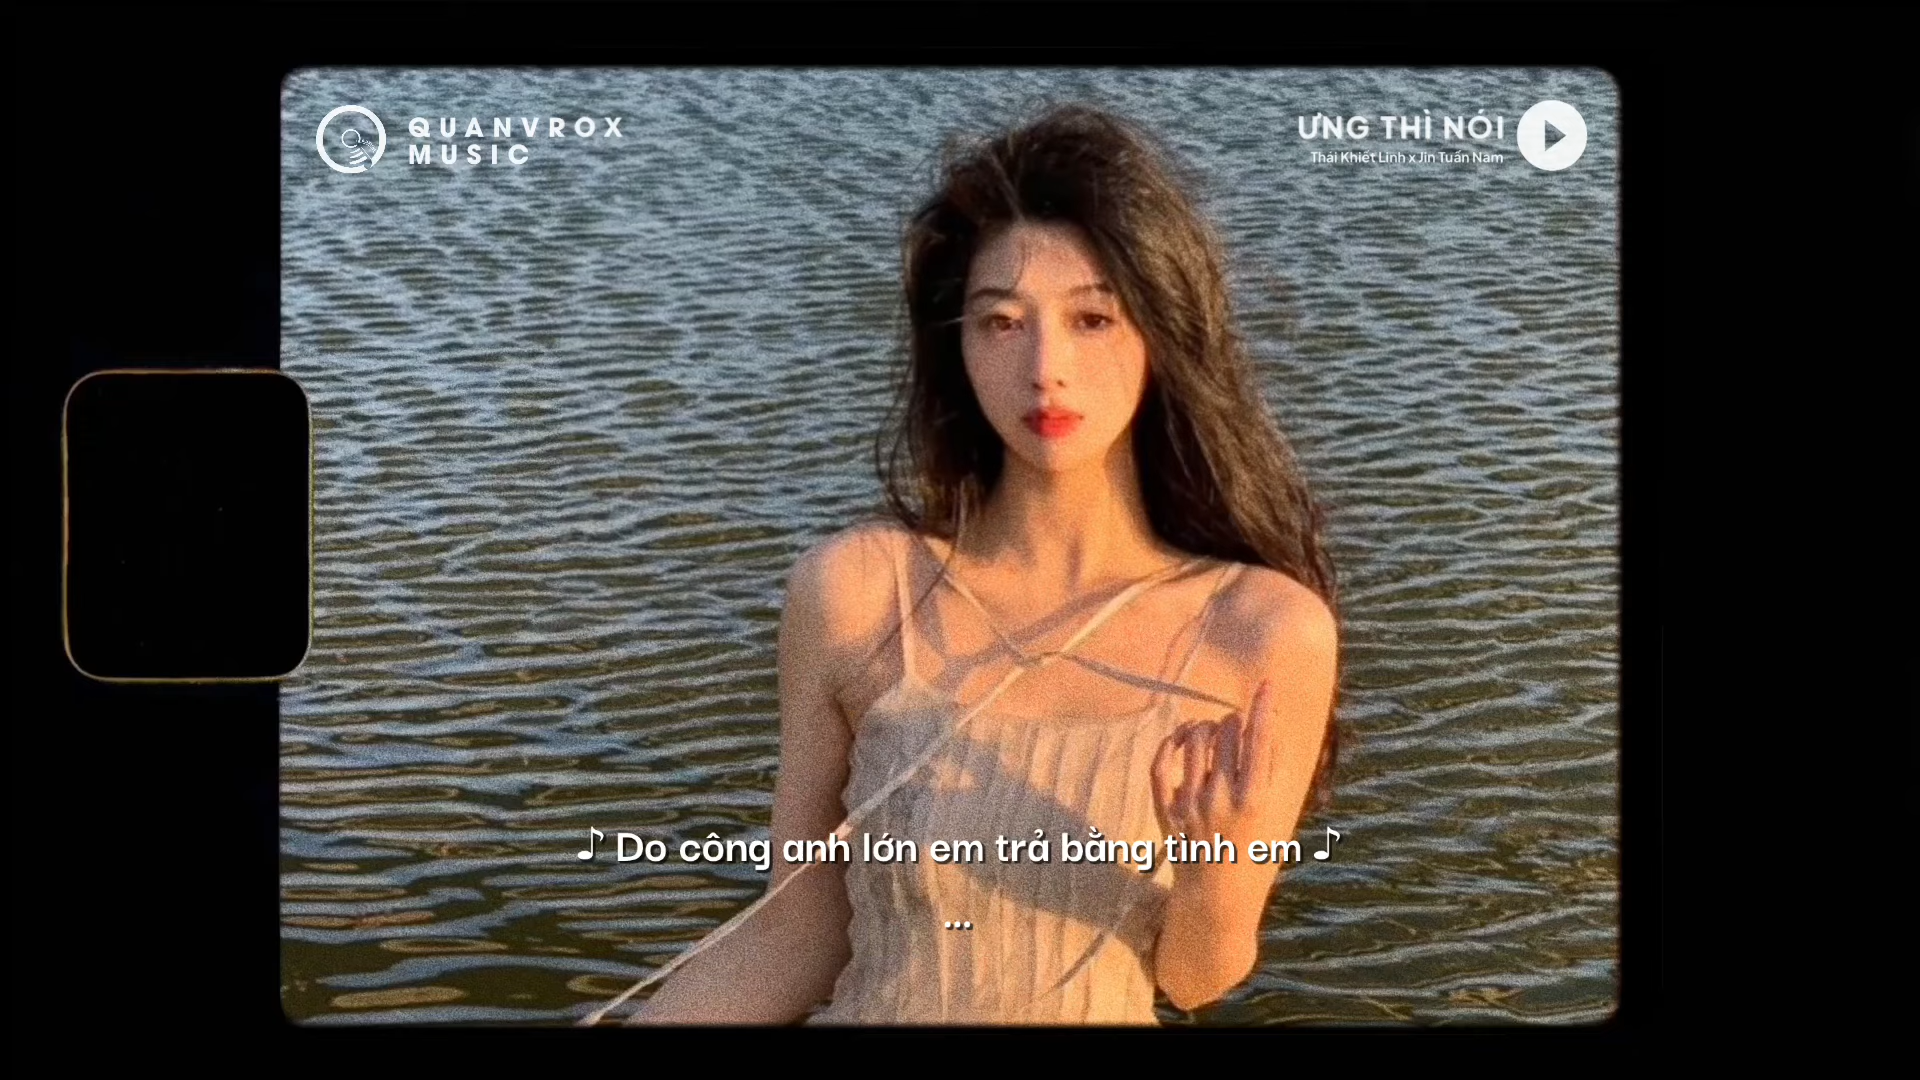 QUANVROX
MUSIC
ƯNG THÌ NÓI
Thái Khiết Linh x Jin Tuấn Nam
♪ Do công anh lớn em trả bằng tình em ♪
...